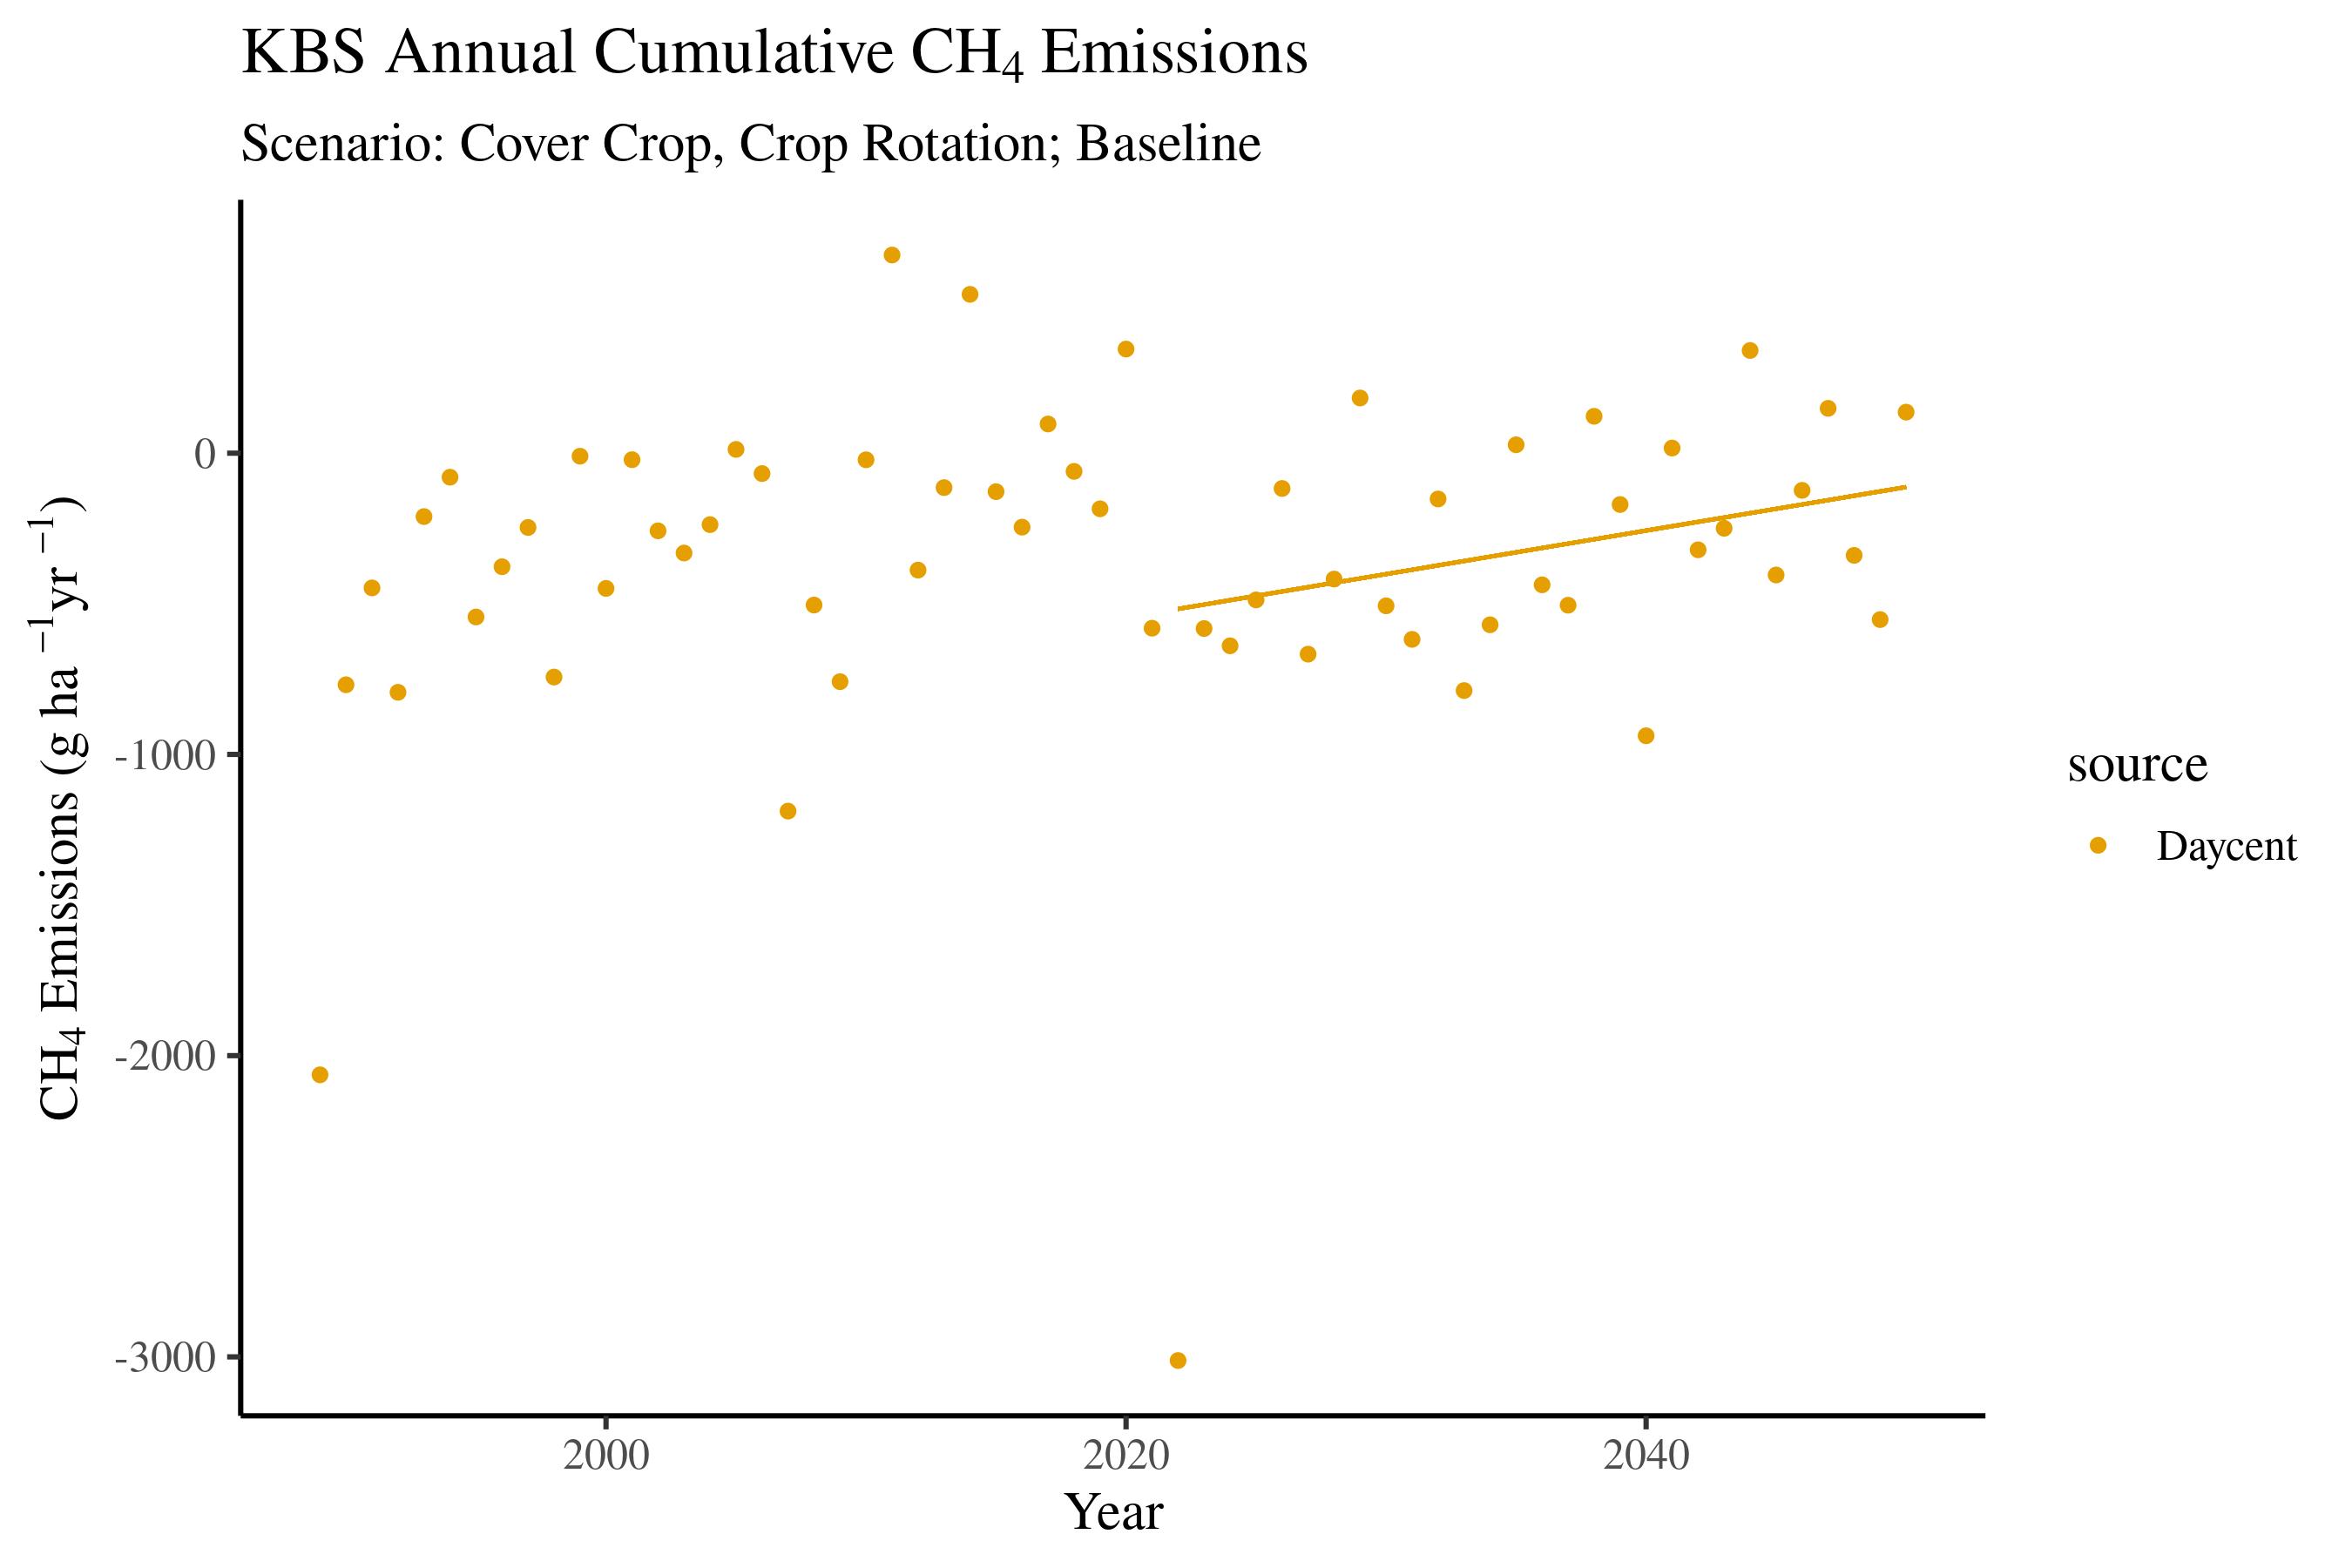 KBS Annual Cumulative CH₄ Emissions
Scenario: Cover Crop, Crop Rotation; Baseline
CH₄ Emissions (g ha ⁻¹yr ⁻¹)
0
-1000
-2000
-3000
2000
2020
2040
Year
source
Daycent